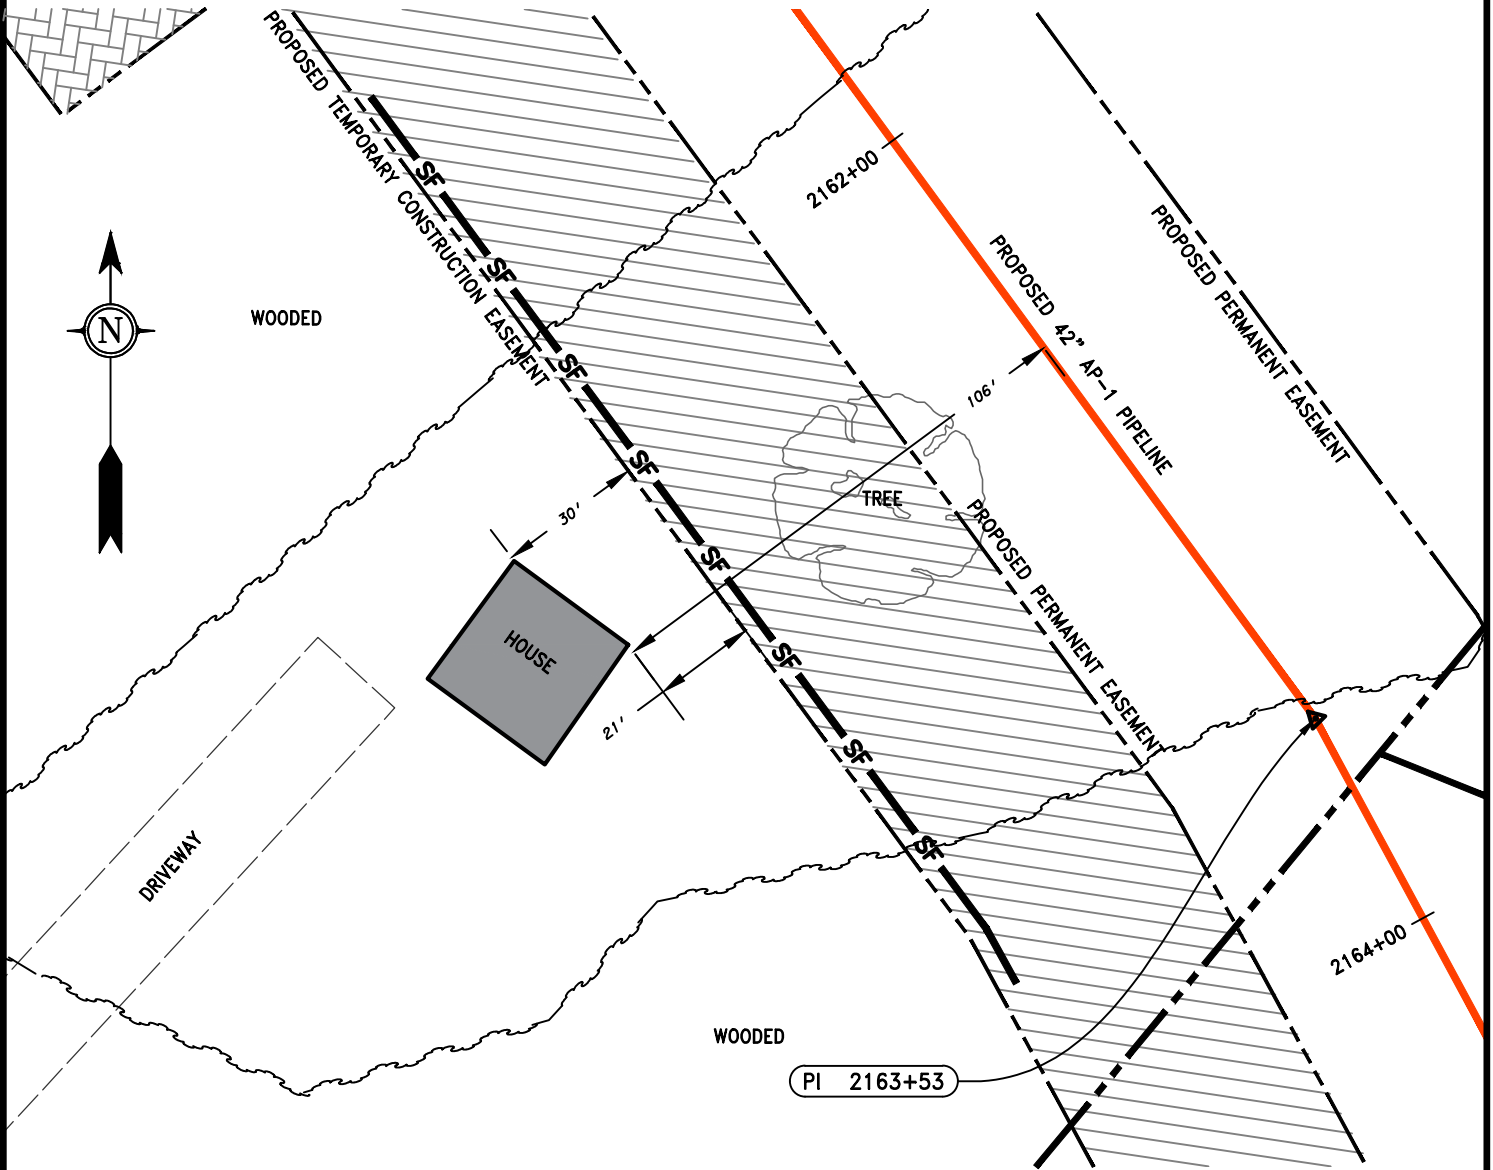 PROPOSED TEMPORARY CONSTRUCTION EASEMENT
2162+00
PROPOSED 42” AP-1 PIPELINE
PROPOSED PERMANENT EASEMENT
SF
SF
SF
SF
SF
SF
SF
SF
N
WOODED
106'
TREE
30'
PROPOSED PERMANENT EASEMENT
HOUSE
21'
DRIVEWAY
2164+00
WOODED
PI 2163+53